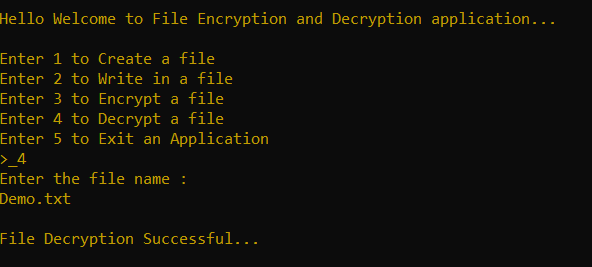 Hello Welcome to File Encryption and Decryption application...
Enter 1 to Create a file
Enter 2 to Write in a file
Enter 3 to Encrypt a file
Enter 4 to Decrypt a file
Enter 5 to Exit an Application
>_4
Enter the file name :
Demo.txt
File Decryption Successful...